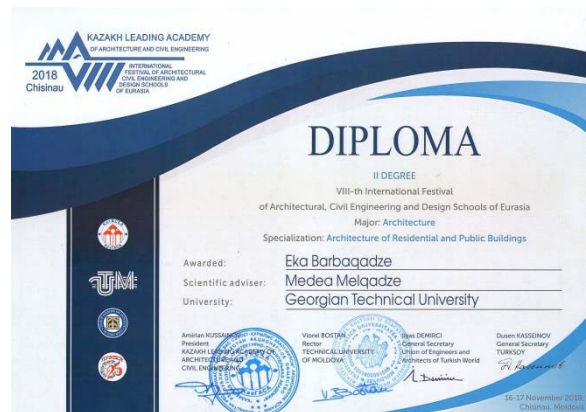 KAZAKH LEADING ACADEMY
OF ARCHITECTURE AND CIVIL ENGINEERING
INTERNATIONAL
FESTIVAL OF ARCHITECTURAL,
CIVIL ENGINEERING AND
DESIGN SCHOOLS
OF EURASIA
VIII
2018
Chisinau
DIPLOMA
II DEGREE
VIII-th International Festival
of Architectural, Civil Engineering and Design Schools of Eurasia
Major: Architecture
Specialization: Architecture of Residential and Public Buildings
Awarded: Eka Barbaqadze
Scientific adviser: Medea Melqadze
University: Georgian Technical University
UTM
Amirlan KUSSAINOV
President
KAZAKH LEADING ACADEMY OF
ARCHITECTURE AND
CIVIL ENGINEERING
Viorel BOSTAN
Rector
TECHNICAL UNIVERSITY
OF MOLDOVA
Ilyas DEMIRCI
General Secretary
Union of Engineers and
Architects of Turkish World
Dusen KASSEINOV
General Secretary
TURKSOY
16-17 November 2018
Chisinau, Moldova